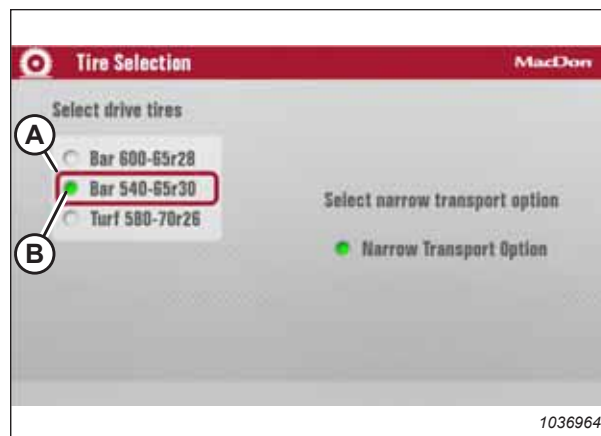 Tire Selection
MacDon
Select drive tires
A
Bar 600-65r28
Bar 540-65r30
Turf 580-70r26
B
Select narrow transport option
Narrow Transport Option
1036964